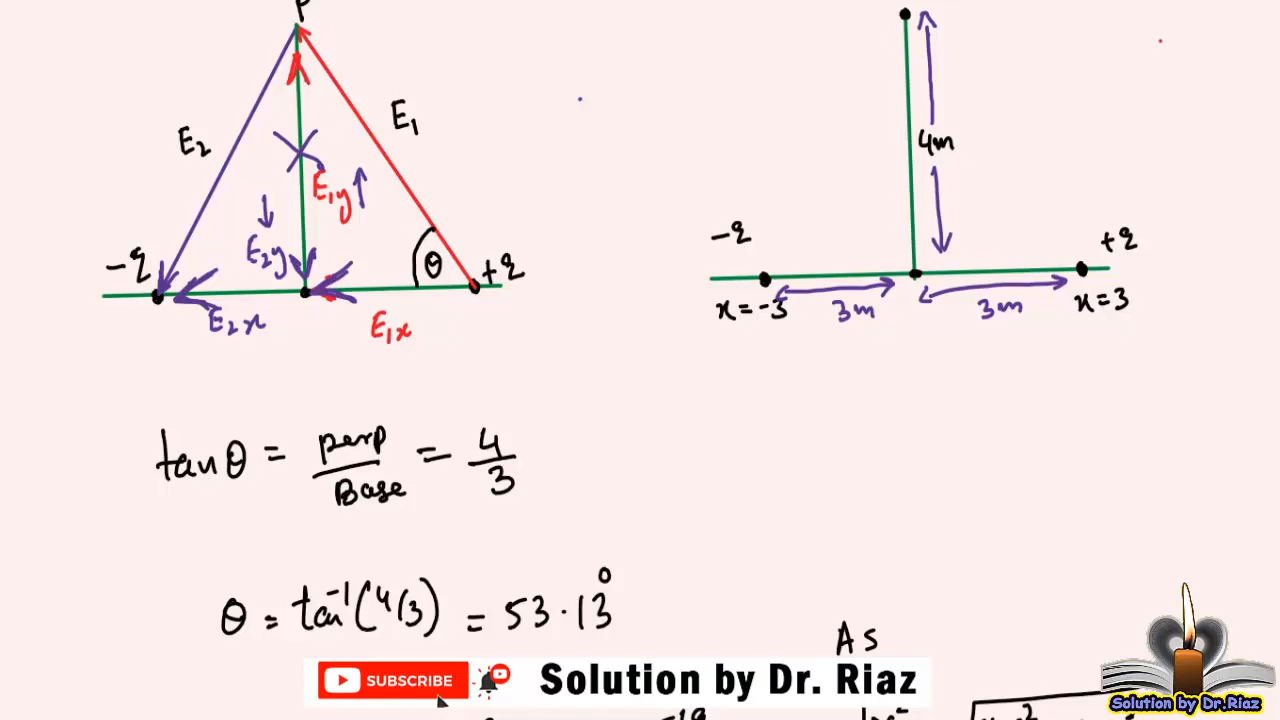 P
E1
E2
E1y
E2y
θ
-q
+q
E2x
E1x
4m
-q
+q
x=-3
3m
3m
x=3
tanθ = perp/Base = 4/3
θ = tan⁻¹(4/3) = 53.13°
As
SUBSCRIBE
Solution by Dr. Riaz
Solution by Dr.Riaz